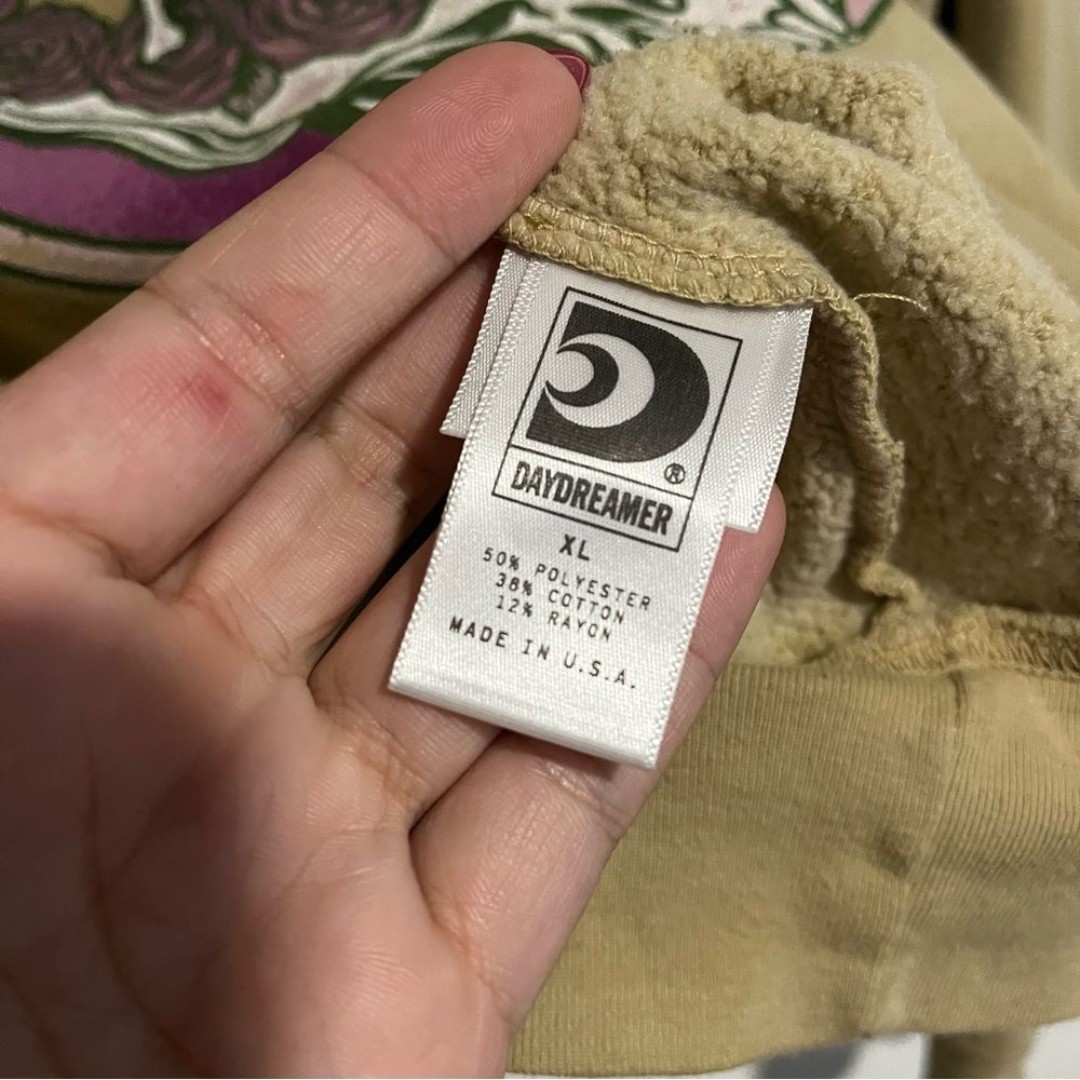 ®
DAYDREAMER
XL
50% POLYESTER
38% COTTON
12% RAYON
MADE IN U.S.A.